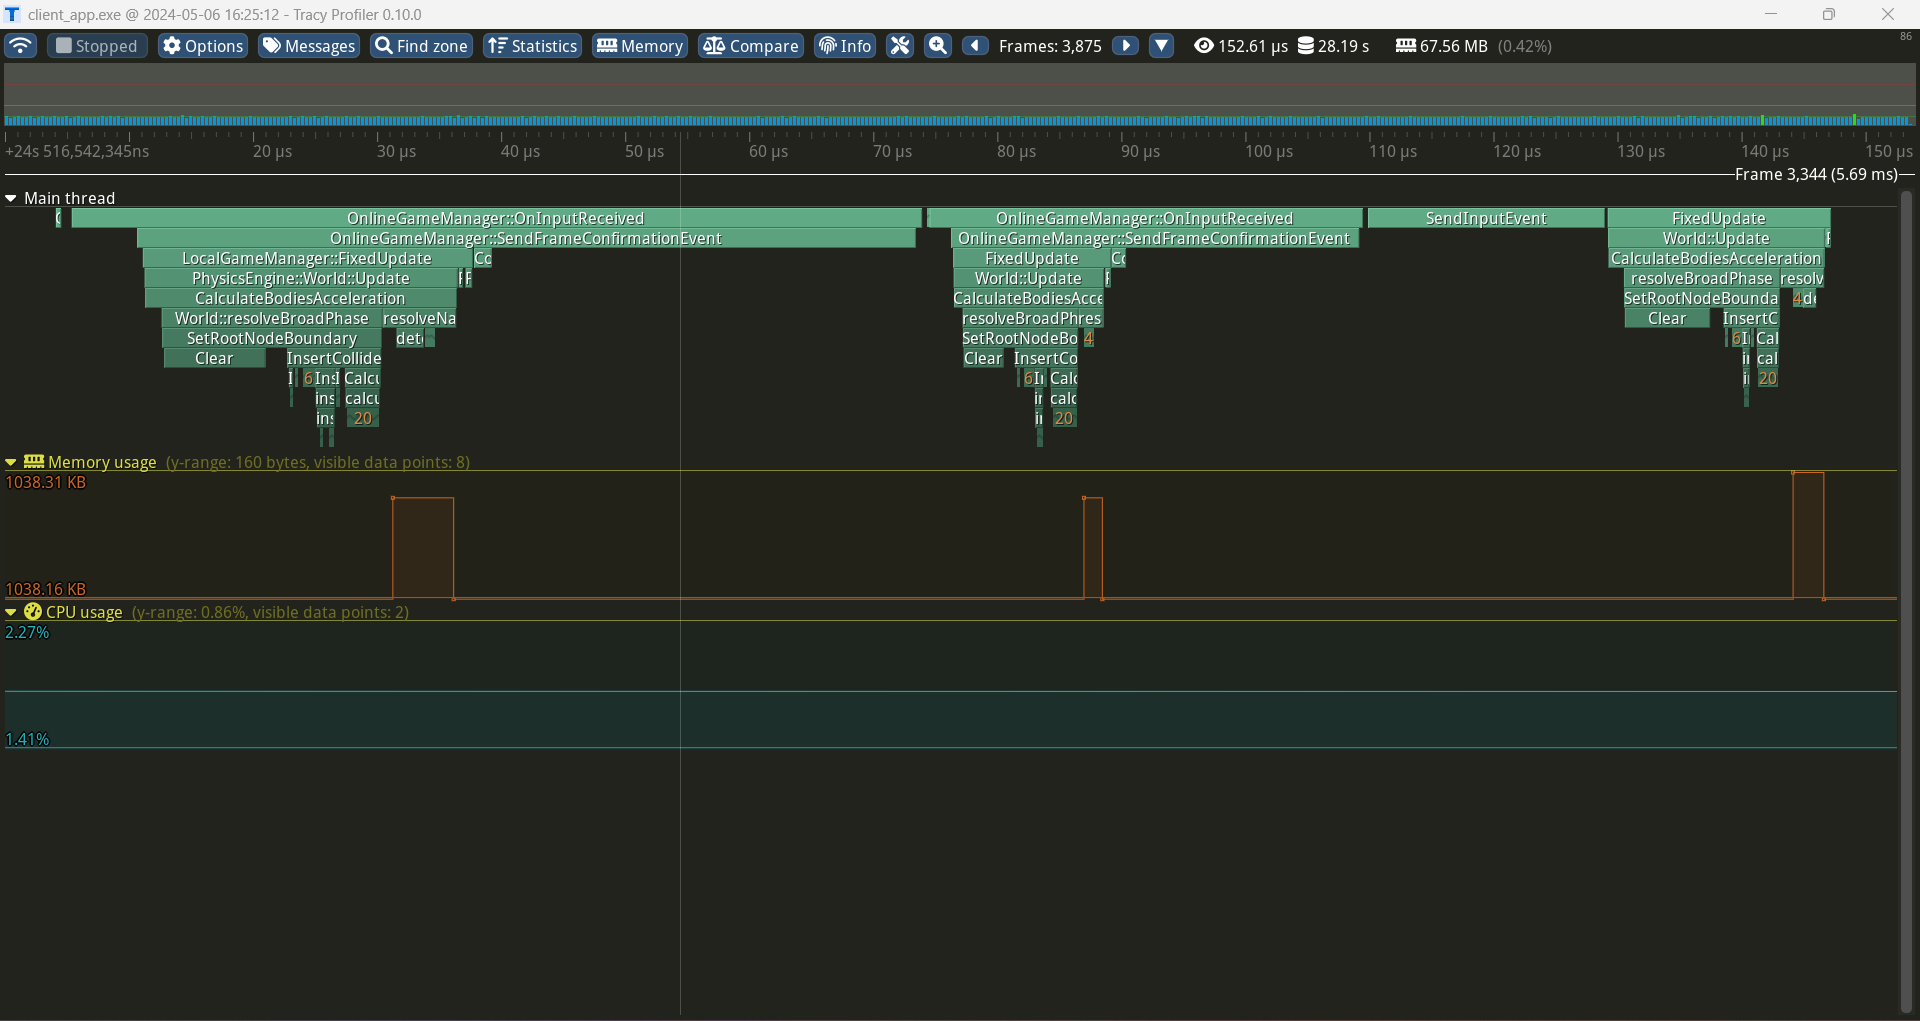 client_app.exe @ 2024-05-06 16:25:12 - Tracy Profiler 0.10.0
Stopped Options Messages Find zone Statistics Memory Compare Info Frames: 3,875 152.61 µs 28.19 s 67.56 MB (0.42%) 86
+24s 516,542,345ns 20 µs 30 µs 40 µs 50 µs 60 µs 70 µs 80 µs 90 µs 100 µs 110 µs 120 µs 130 µs 140 µs 150 µs
Frame 3,344 (5.69 ms)
Main thread
OnlineGameManager::OnInputReceived OnlineGameManager::OnInputReceived SendInputEvent FixedUpdate
OnlineGameManager::SendFrameConfirmationEvent OnlineGameManager::SendFrameConfirmationEvent World::Update
LocalGameManager::FixedUpdate Co FixedUpdate Co CalculateBodiesAcceleration
PhysicsEngine::World::Update World::Update resolveBroadPhase resolv
CalculateBodiesAcceleration CalculateBodiesAcce SetRootNodeBounda 4 de
World::resolveBroadPhase resolveNa resolveBroadPhres Clear InsertC
SetRootNodeBoundary det SetRootNodeBo 4 6 I Cal
Clear InsertCollide Clear InsertCo cal
6 Ins Calcu 6 Calc 20
ins calcu calc
ins 20 20
Memory usage (y-range: 160 bytes, visible data points: 8)
1038.31 KB
1038.16 KB
CPU usage (y-range: 0.86%, visible data points: 2)
2.27%
1.41%